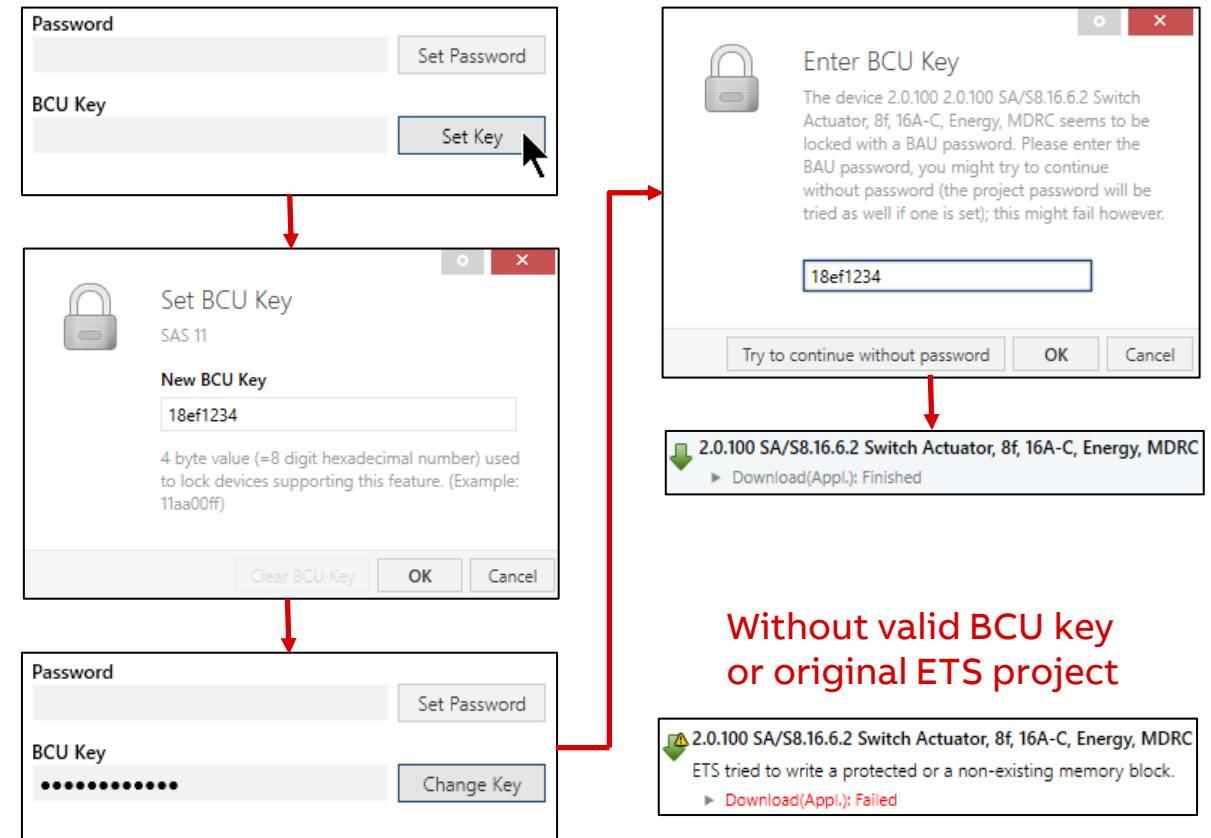 Password
Set Password
BCU Key
Set Key
Set BCU Key
SAS 11
New BCU Key
18ef1234
4 byte value (=8 digit hexadecimal number) used
to lock devices supporting this feature. (Example:
11aa00ff)
Clear BCU Key
OK
Cancel
Password
Set Password
BCU Key
●●●●●●●●●●●●
Change Key
Enter BCU Key
The device 2.0.100 2.0.100 SA/S8.16.6.2 Switch
Actuator, 8f, 16A-C, Energy, MDRC seems to be
locked with a BAU password. Please enter the
BAU password, you might try to continue
without password (the project password will be
tried as well if one is set); this might fail however.
18ef1234
Try to continue without password
OK
Cancel
2.0.100 SA/S8.16.6.2 Switch Actuator, 8f, 16A-C, Energy, MDRC
Download(Appl.): Finished
Without valid BCU key
or original ETS project
2.0.100 SA/S8.16.6.2 Switch Actuator, 8f, 16A-C, Energy, MDRC
ETS tried to write a protected or a non-existing memory block.
Download(Appl.): Failed